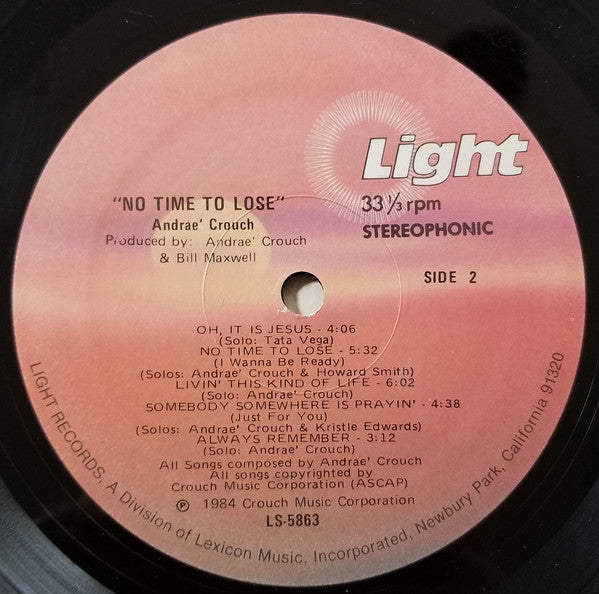 Light
"NO TIME TO LOSE"
Andrae' Crouch
Produced by: Andrae' Crouch
& Bill Maxwell
33 1/3 rpm
STEREOPHONIC
SIDE 2
OH, IT IS JESUS - 4:06
(Solo: Tata Vega)
NO TIME TO LOSE - 5:32
(I Wanna Be Ready)
(Solos: Andrae' Crouch & Howard Smith)
LIVIN' THIS KIND OF LIFE - 6:02
(Solo: Andrae' Crouch)
SOMEBODY SOMEWHERE IS PRAYIN' - 4:38
(Just For You)
(Solos: Andrae' Crouch & Kristle Edwards)
ALWAYS REMEMBER - 3:12
(Solo: Andrae' Crouch)
All Songs composed by Andrae' Crouch
All songs copyrighted by
Crouch Music Corporation (ASCAP)
℗ 1984 Crouch Music Corporation
LS-5863
LIGHT RECORDS, A Division of Lexicon Music, Incorporated, Newbury Park, California 91320